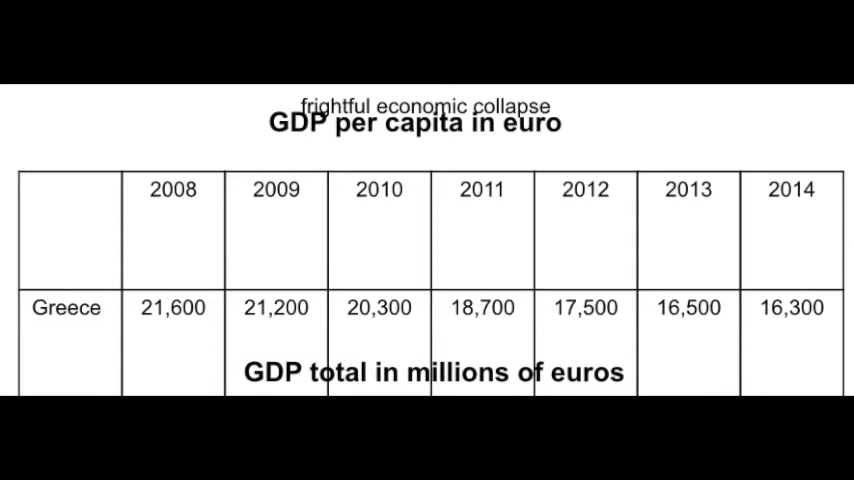 frightful economic collapse
GDP per capita in euro
2008 2009 2010 2011 2012 2013 2014
Greece 21,600 21,200 20,300 18,700 17,500 16,500 16,300
GDP total in millions of euros